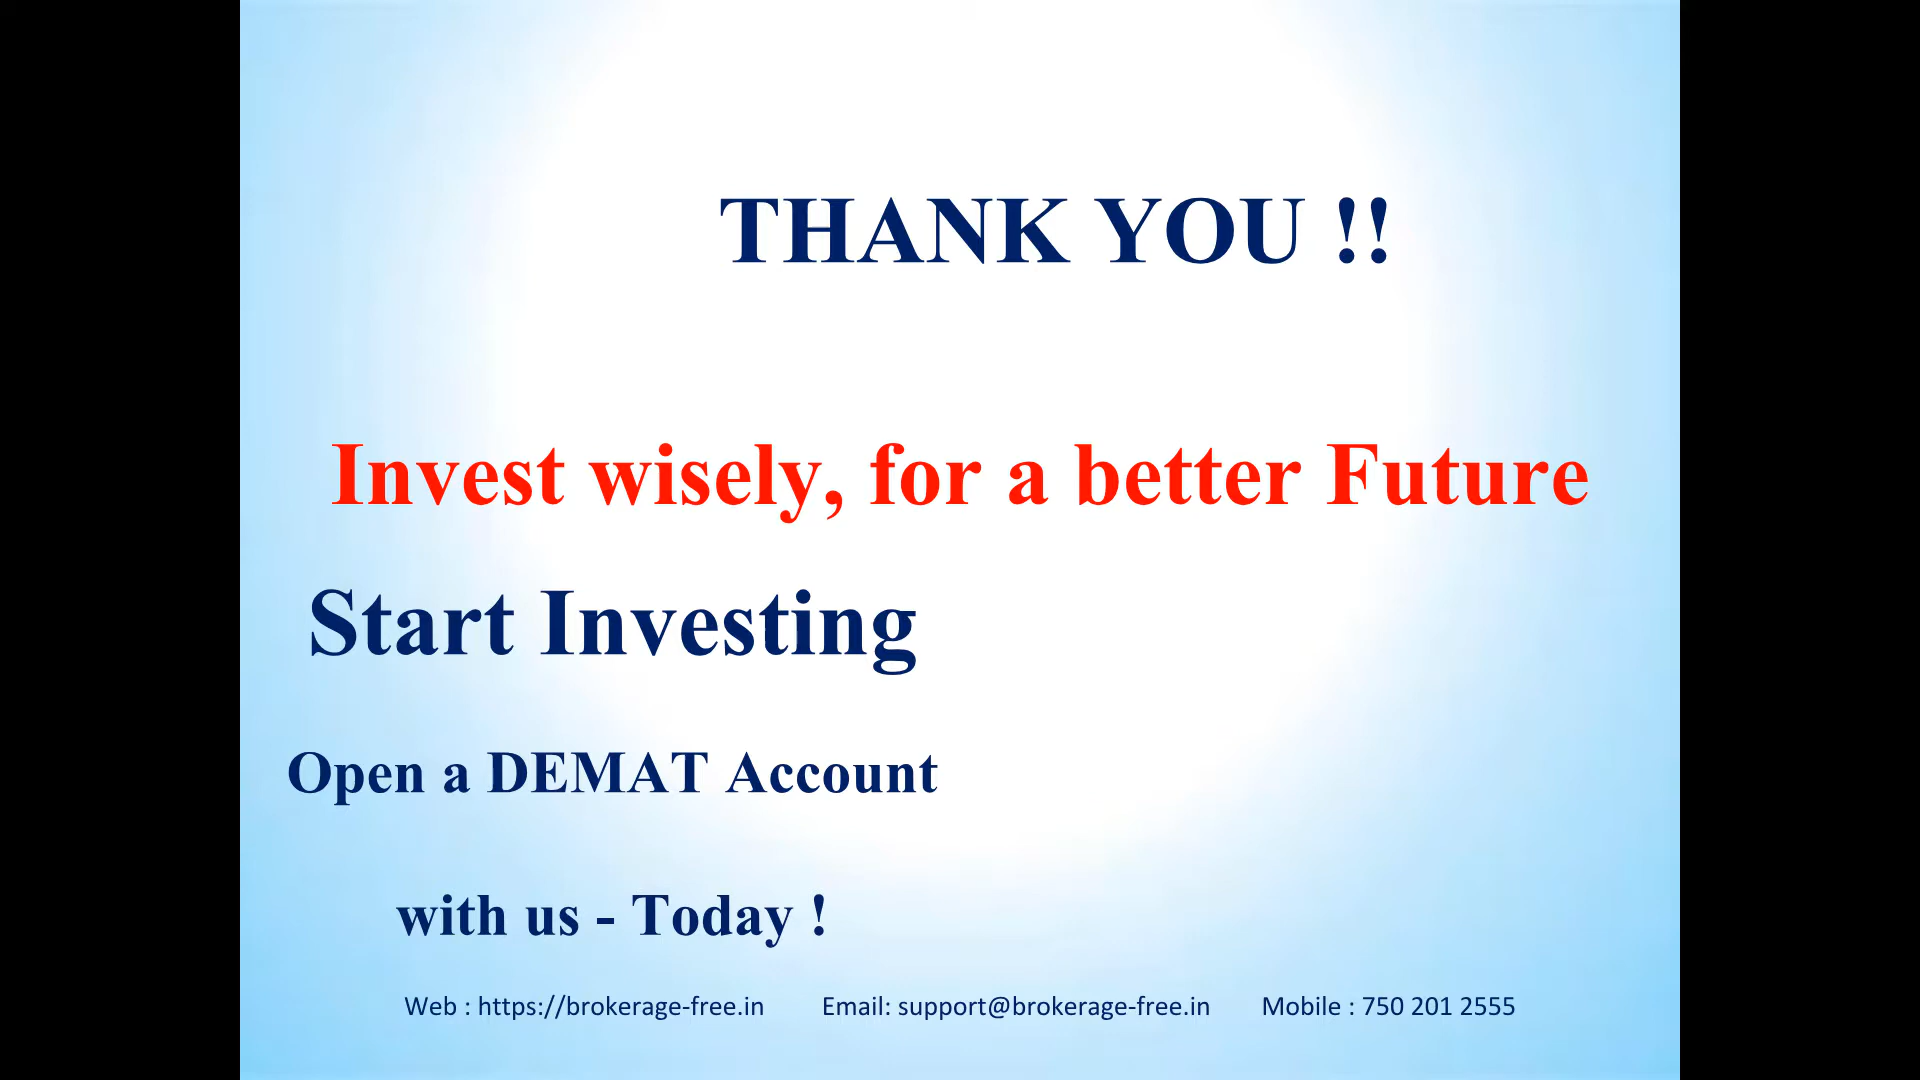 THANK YOU !!
Invest wisely, for a better Future
Start Investing
Open a DEMAT Account
with us - Today !
Web : https://brokerage-free.in Email: support@brokerage-free.in Mobile : 750 201 2555